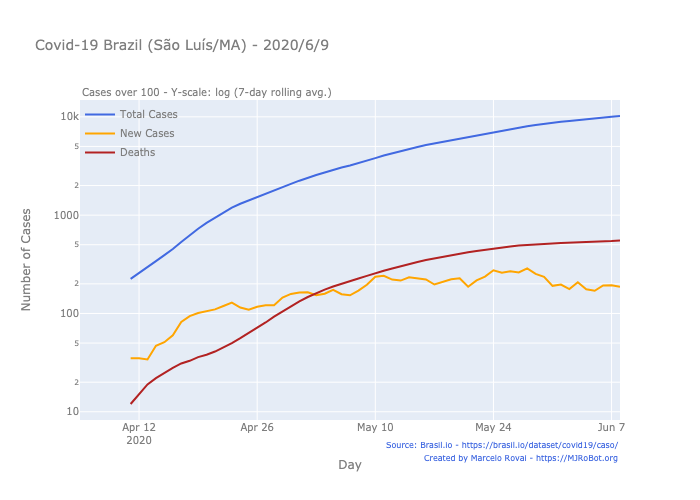 Covid-19 Brazil (São Luís/MA) - 2020/6/9
Cases over 100 - Y-scale: log (7-day rolling avg.)
Total Cases
New Cases
Deaths
Number of Cases
10k
5
2
1000
5
2
100
5
2
10
Apr 12
2020
Apr 26
May 10
May 24
Jun 7
Day
Source: Brasil.io - https://brasil.io/dataset/covid19/caso/
Created by Marcelo Rovai - https://MJRoBot.org